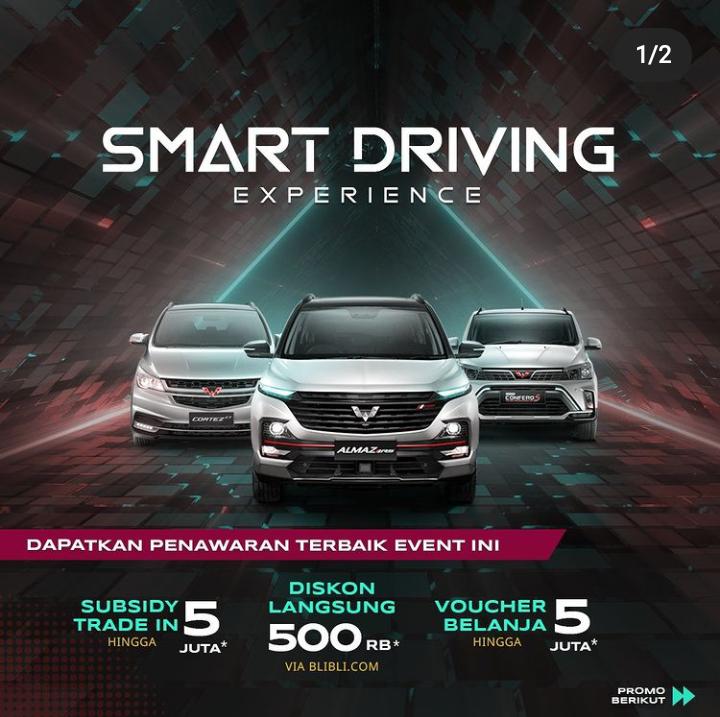 1/2
SMART DRIVING
EXPERIENCE
CORTEZ
ALMAZ RS
CONFERO S
DAPATKAN PENAWARAN TERBAIK EVENT INI
SUBSIDY
TRADE IN
HINGGA
5
JUTA*
DISKON
LANGSUNG
500 RB*
VIA BLIBLI.COM
VOUCHER
BELANJA
HINGGA
5
JUTA*
PROMO
BERIKUT